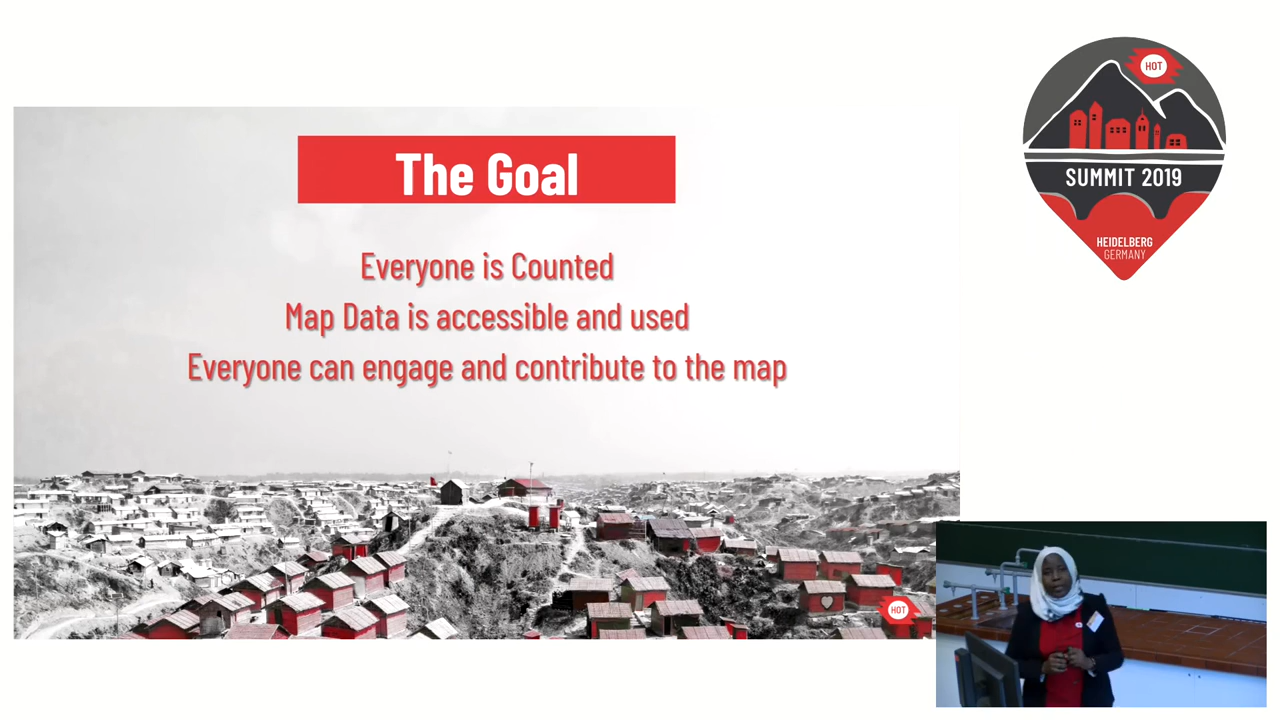 The Goal
Everyone is Counted
Map Data is accessible and used
Everyone can engage and contribute to the map
HOT
HOT
SUMMIT 2019
HEIDELBERG
GERMANY